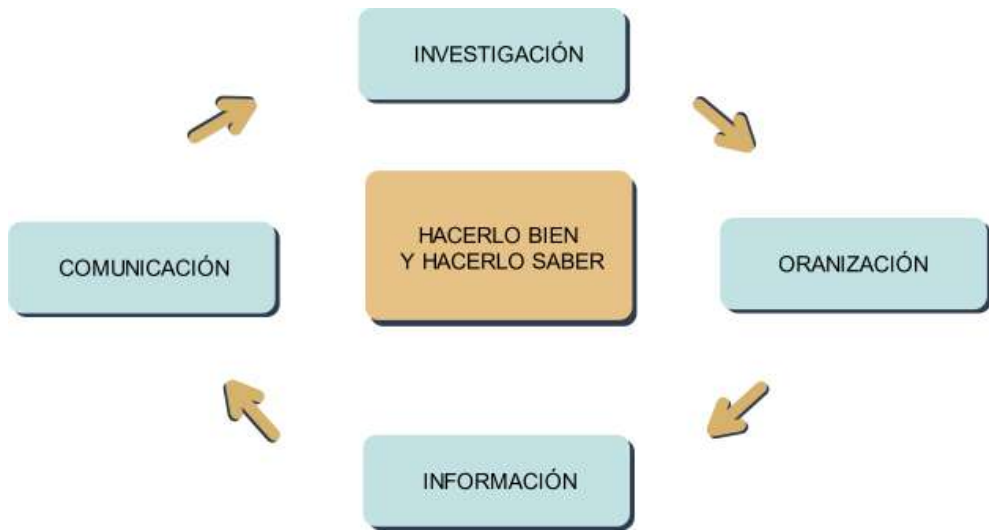 INVESTIGACIÓN
HACERLO BIEN
Y HACERLO SABER
COMUNICACIÓN
ORANIZACIÓN
INFORMACIÓN